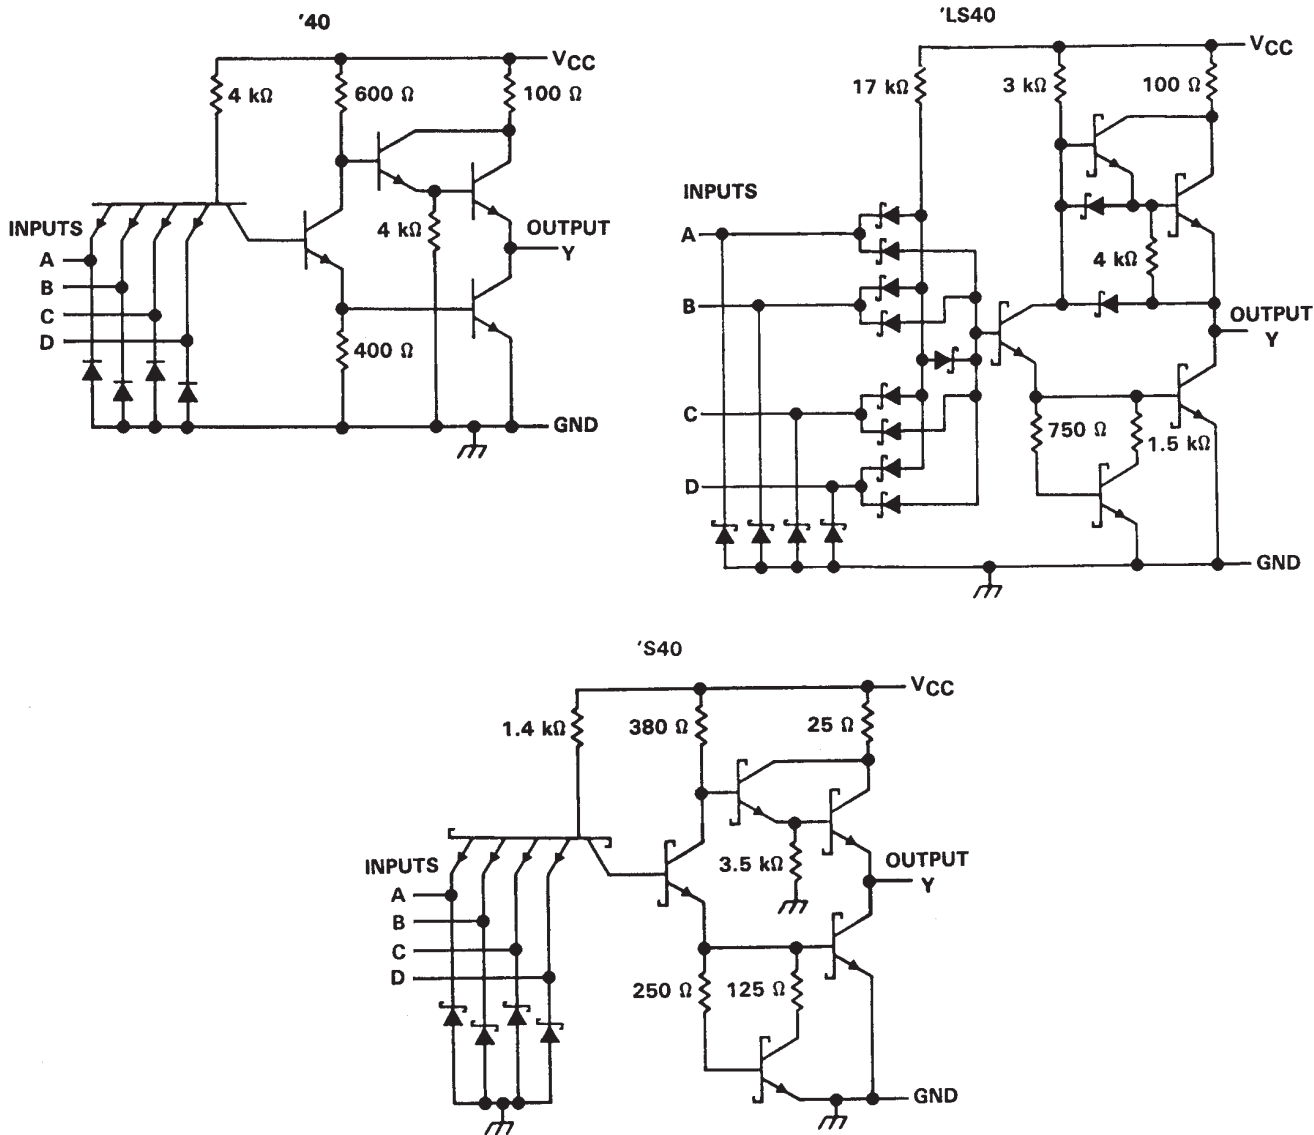 '40
VCC
4 kΩ
600 Ω
100 Ω
INPUTS
4 kΩ
OUTPUT
Y
A
B
C
D
400 Ω
GND
'LS40
VCC
17 kΩ
3 kΩ
100 Ω
INPUTS
A
4 kΩ
B
OUTPUT
Y
C
750 Ω
1.5 kΩ
D
GND
'S40
VCC
1.4 kΩ
380 Ω
25 Ω
INPUTS
3.5 kΩ
OUTPUT
Y
A
B
C
D
250 Ω
125 Ω
GND